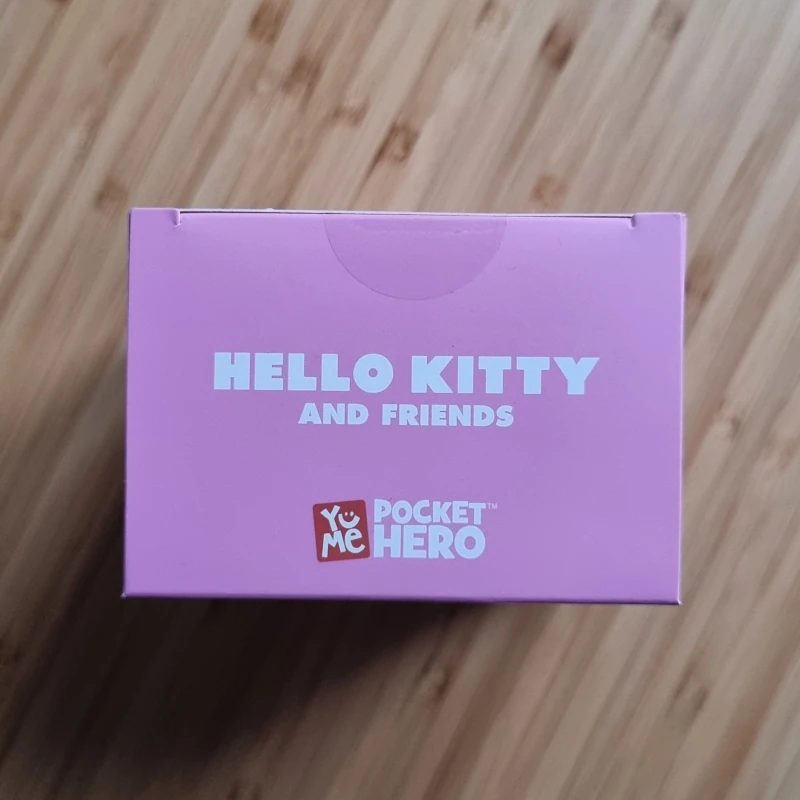 HELLO KITTY
AND FRIENDS
YuMe
POCKET™
HERO